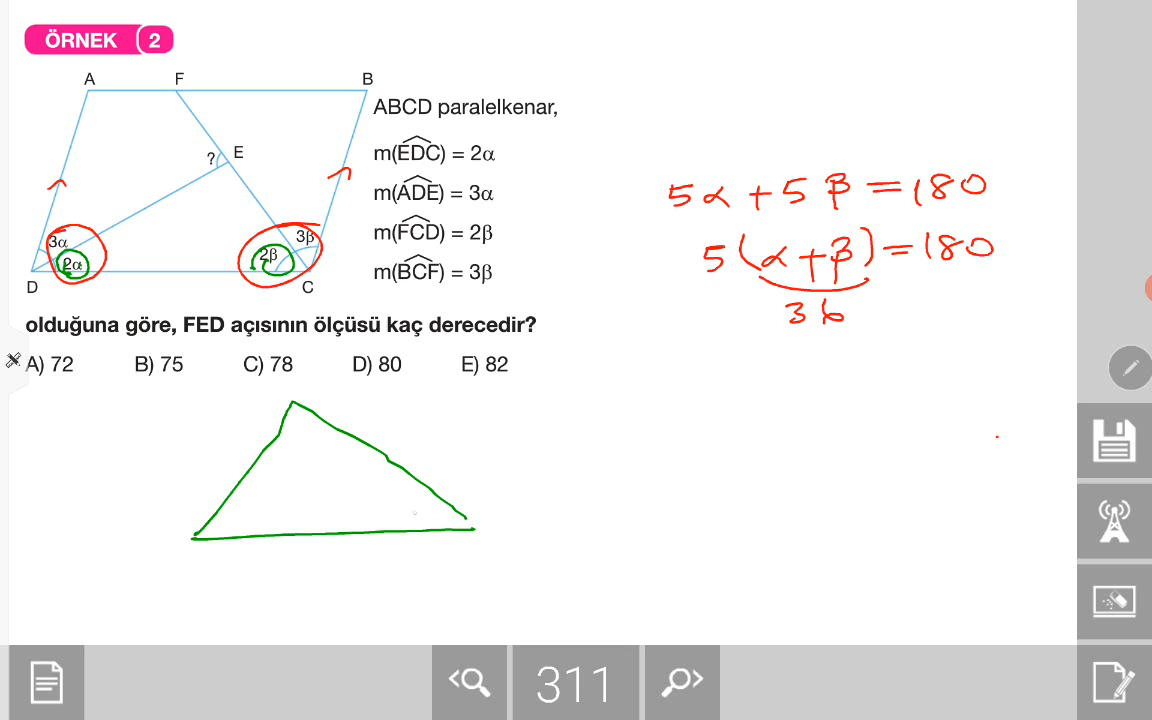 ÖRNEK 2
A F B
ABCD paralelkenar,
? E
m(EDC) = 2α
5α + 5β = 180
m(ADE) = 3α
3α 3β
m(FCD) = 2β
5(α + β) = 180
2α 2β
m(BCF) = 3β
D C
36
olduğuna göre, FED açısının ölçüsü kaç derecedir?
A) 72 B) 75 C) 78 D) 80 E) 82
311